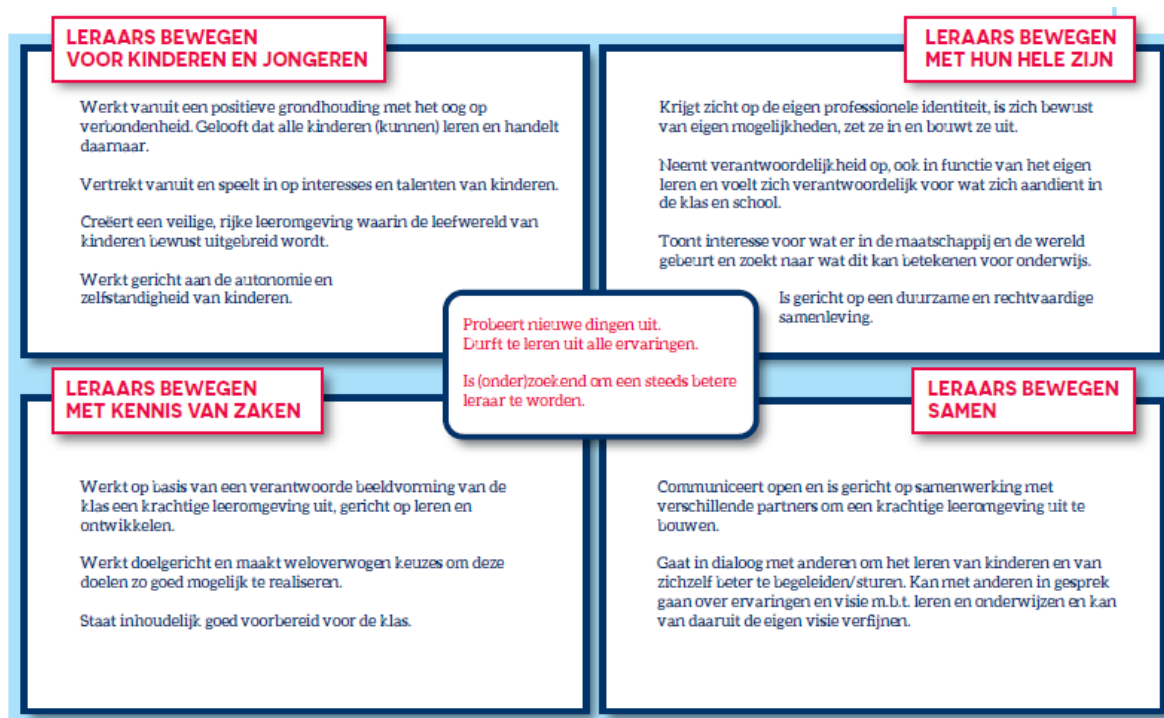 LERAARS BEWEGEN
VOOR KINDEREN EN JONGEREN
Werkt vanuit een positieve grondhouding met het oog op
verbondenheid. Gelooft dat alle kinderen (kunnen) leren en handelt
daarnaar.
Vertrekt vanuit en speelt in op interesses en talenten van kinderen.
Creëert een veilige, rijke leeromgeving waarin de leefwereld van
kinderen bewust uitgebreid wordt.
Werkt gericht aan de autonomie en
zelfstandigheid van kinderen.
LERAARS BEWEGEN
MET HUN HELE ZIJN
Krijgt zicht op de eigen professionele identiteit, is zich bewust
van eigen mogelijkheden, zet ze in en bouwt ze uit.
Neemt verantwoordelijkheid op, ook in functie van het eigen
leren en voelt zich verantwoordelijk voor wat zich aandient in
de klas en school.
Toont interesse voor wat er in de maatschappij en de wereld
gebeurt en zoekt naar wat dit kan betekenen voor onderwijs.
Is gericht op een duurzame en rechtvaardige
samenleving.
Probeert nieuwe dingen uit.
Durft te leren uit alle ervaringen.
Is (onder)zoekend om een steeds betere
leraar te worden.
LERAARS BEWEGEN
MET KENNIS VAN ZAKEN
Werkt op basis van een verantwoorde beeldvorming van de
klas een krachtige leeromgeving uit, gericht op leren en
ontwikkelen.
Werkt doelgericht en maakt weloverwogen keuzes om deze
doelen zo goed mogelijk te realiseren.
Staat inhoudelijk goed voorbereid voor de klas.
LERAARS BEWEGEN
SAMEN
Communiceert open en is gericht op samenwerking met
verschillende partners om een krachtige leeromgeving uit te
bouwen.
Gaat in dialoog met anderen om het leren van kinderen en van
zichzelf beter te begeleiden/sturen. Kan met anderen in gesprek
gaan over ervaringen en visie m.b.t. leren en onderwijzen en kan
van daaruit de eigen visie verfijnen.